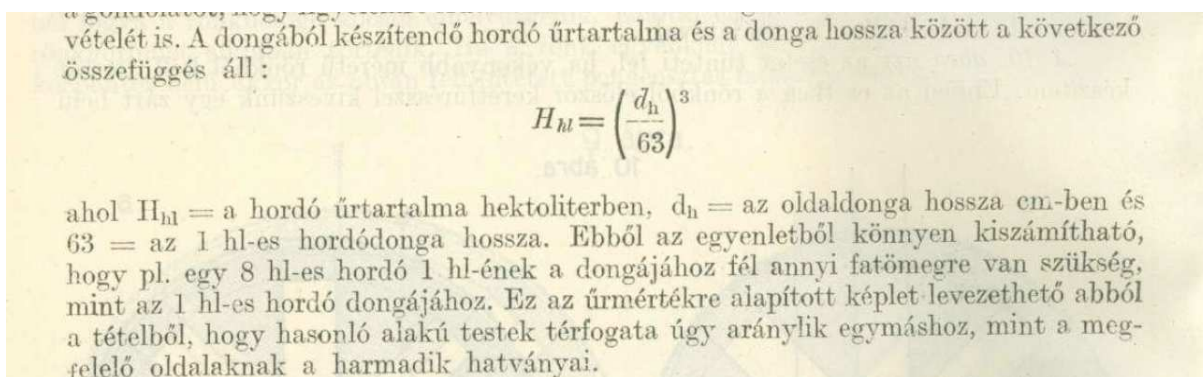 vételét is. A dongából készítendő hordó űrtartalma és a donga hossza között a következő
összefüggés áll :
H_hl = (d_h / 63)^3
ahol H_hl = a hordó űrtartalma hektoliterben, d_h = az oldaldonga hossza cm-ben és
63 = az 1 hl-es hordódonga hossza. Ebből az egyenletből könnyen kiszámítható,
hogy pl. egy 8 hl-es hordó 1 hl-ének a dongájához fél annyi fatömegre van szükség,
mint az 1 hl-es hordó dongájához. Ez az űrmértékre alapított képlet levezethető abból
a tételből, hogy hasonló alakú testek térfogata úgy aránylik egymáshoz, mint a meg-
felelő oldalaknak a harmadik hatványai.